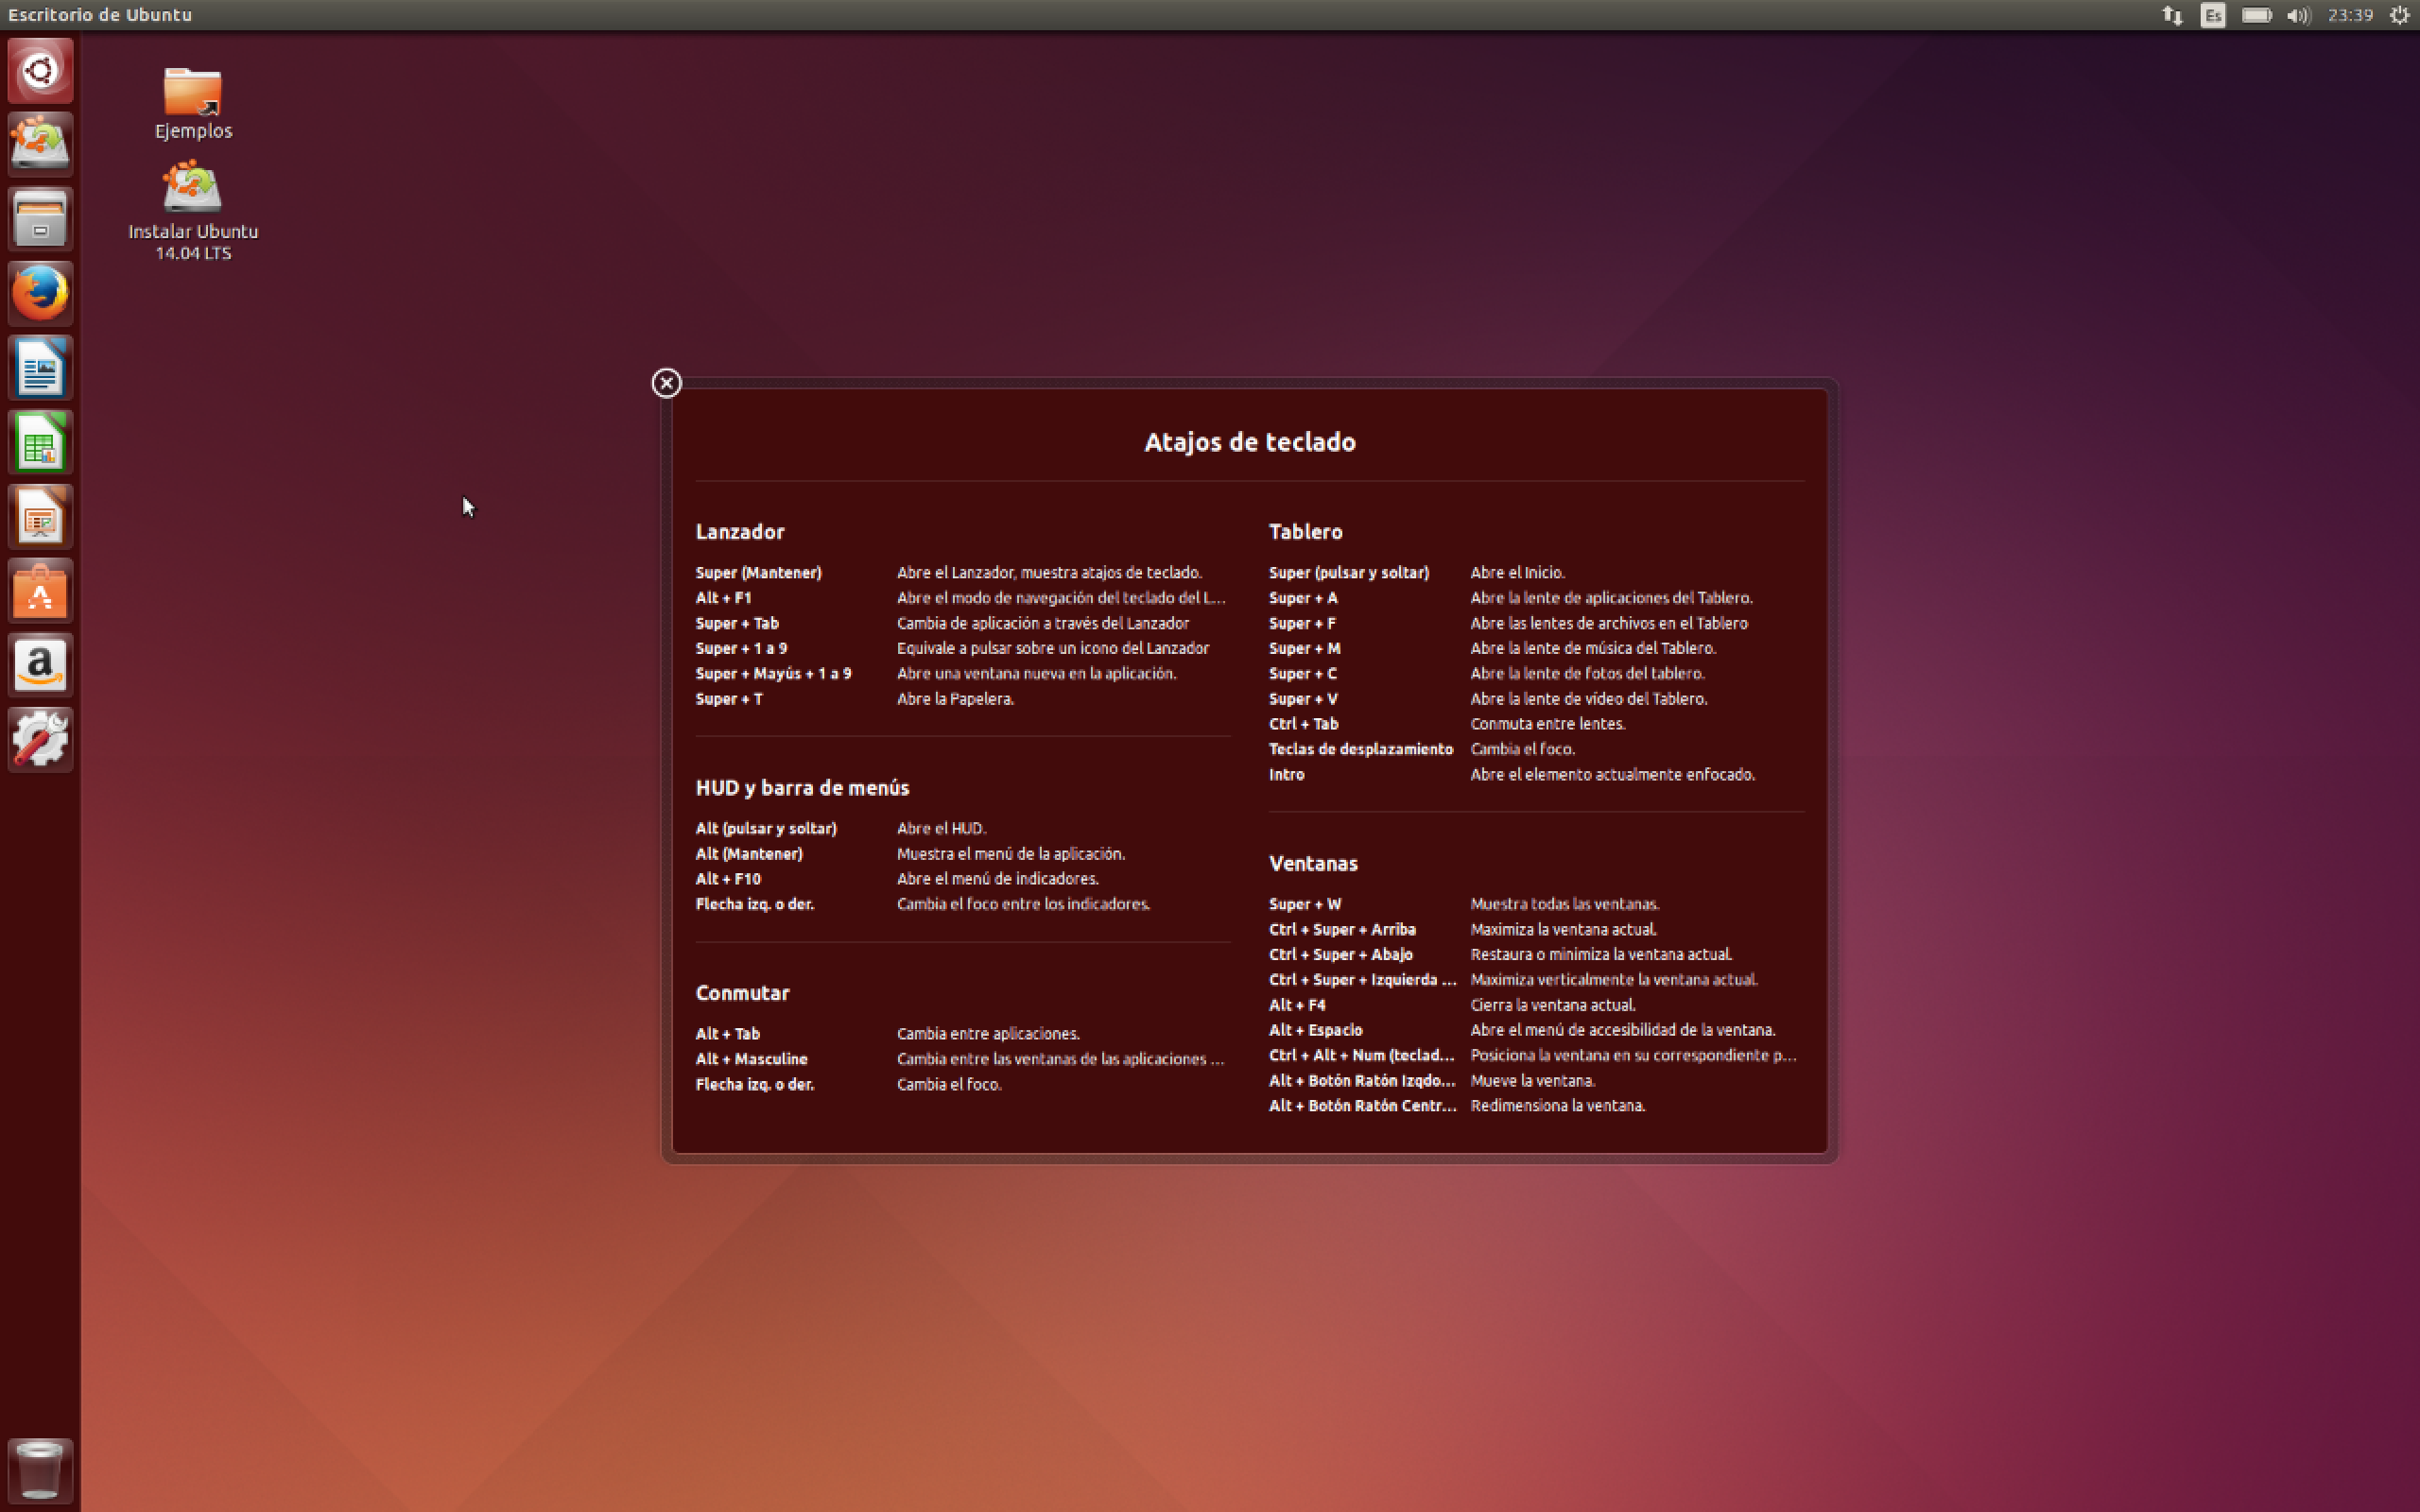 Escritorio de Ubuntu
Es
23:39
Ejemplos
Instalar Ubuntu
14.04 LTS
Atajos de teclado
Lanzador
Super (Mantener) Abre el Lanzador, muestra atajos de teclado.
Alt + F1 Abre el modo de navegación del teclado del L...
Super + Tab Cambia de aplicación a través del Lanzador
Super + 1 a 9 Equivale a pulsar sobre un icono del Lanzador
Super + Mayús + 1 a 9 Abre una ventana nueva en la aplicación.
Super + T Abre la Papelera.
HUD y barra de menús
Alt (pulsar y soltar) Abre el HUD.
Alt (Mantener) Muestra el menú de la aplicación.
Alt + F10 Abre el menú de indicadores.
Flecha izq. o der. Cambia el foco entre los indicadores.
Conmutar
Alt + Tab Cambia entre aplicaciones.
Alt + Masculine Cambia entre las ventanas de las aplicaciones ...
Flecha izq. o der. Cambia el foco.
Tablero
Super (pulsar y soltar) Abre el Inicio.
Super + A Abre la lente de aplicaciones del Tablero.
Super + F Abre las lentes de archivos en el Tablero
Super + M Abre la lente de música del Tablero.
Super + C Abre la lente de fotos del tablero.
Super + V Abre la lente de vídeo del Tablero.
Ctrl + Tab Conmuta entre lentes.
Teclas de desplazamiento Cambia el foco.
Intro Abre el elemento actualmente enfocado.
Ventanas
Super + W Muestra todas las ventanas.
Ctrl + Super + Arriba Maximiza la ventana actual.
Ctrl + Super + Abajo Restaura o minimiza la ventana actual.
Ctrl + Super + Izquierda ... Maximiza verticalmente la ventana actual.
Alt + F4 Cierra la ventana actual.
Alt + Espacio Abre el menú de accesibilidad de la ventana.
Ctrl + Alt + Num (teclad... Posiciona la ventana en su correspondiente p...
Alt + Botón Ratón Izqdo... Mueve la ventana.
Alt + Botón Ratón Centr... Redimensiona la ventana.